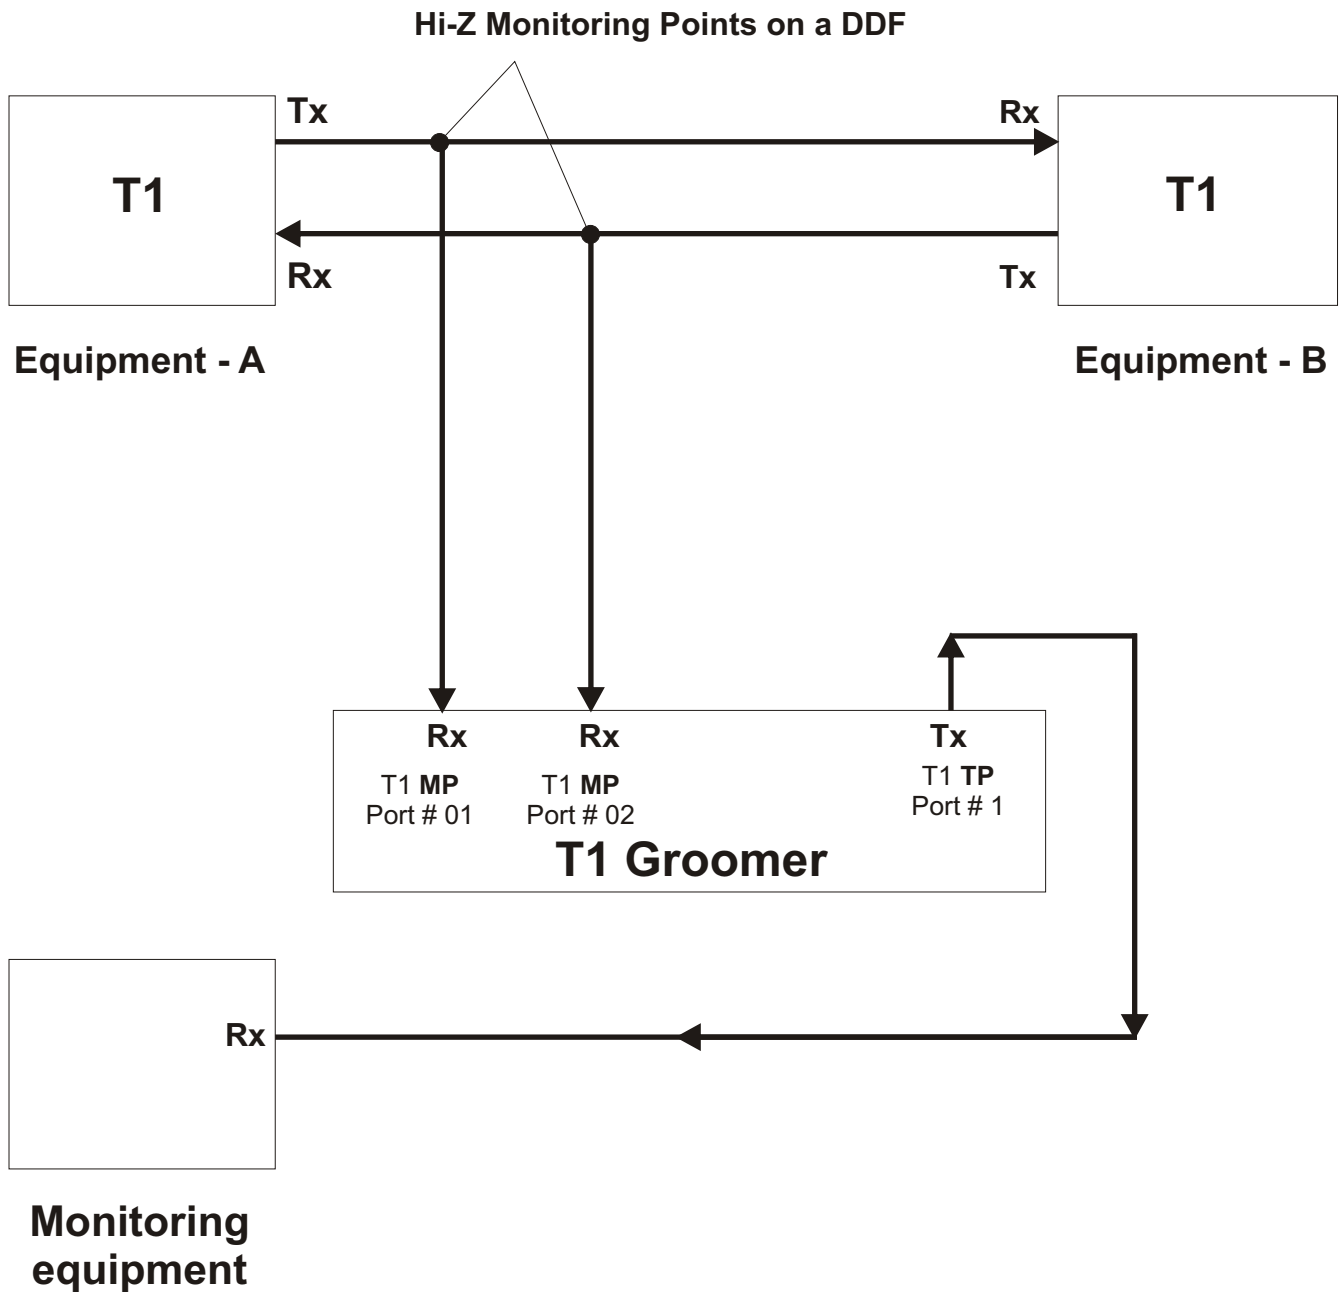 Hi-Z Monitoring Points on a DDF
Tx
Rx
T1
T1
Rx
Tx
Equipment - A
Equipment - B
Rx
Rx
Tx
T1 MP
Port # 01
T1 MP
Port # 02
T1 TP
Port # 1
T1 Groomer
Rx
Monitoring
equipment